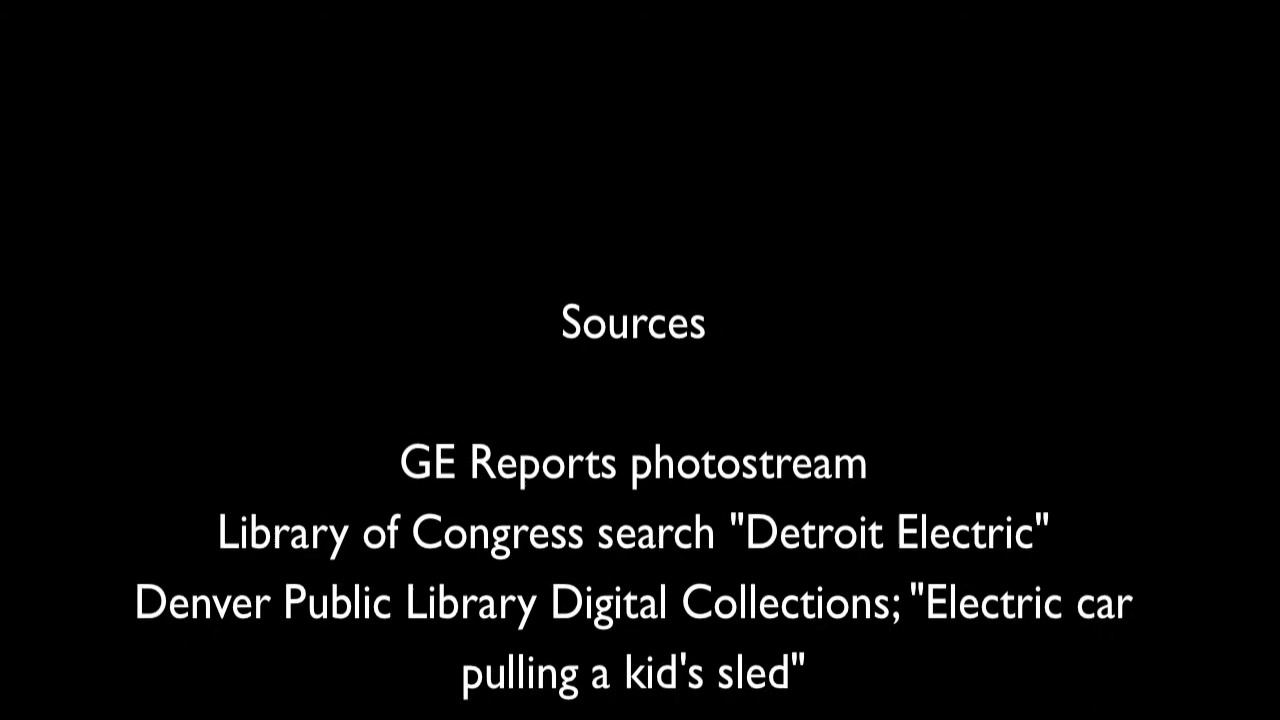 Sources
GE Reports photostream
Library of Congress search "Detroit Electric"
Denver Public Library Digital Collections; "Electric car
pulling a kid's sled"